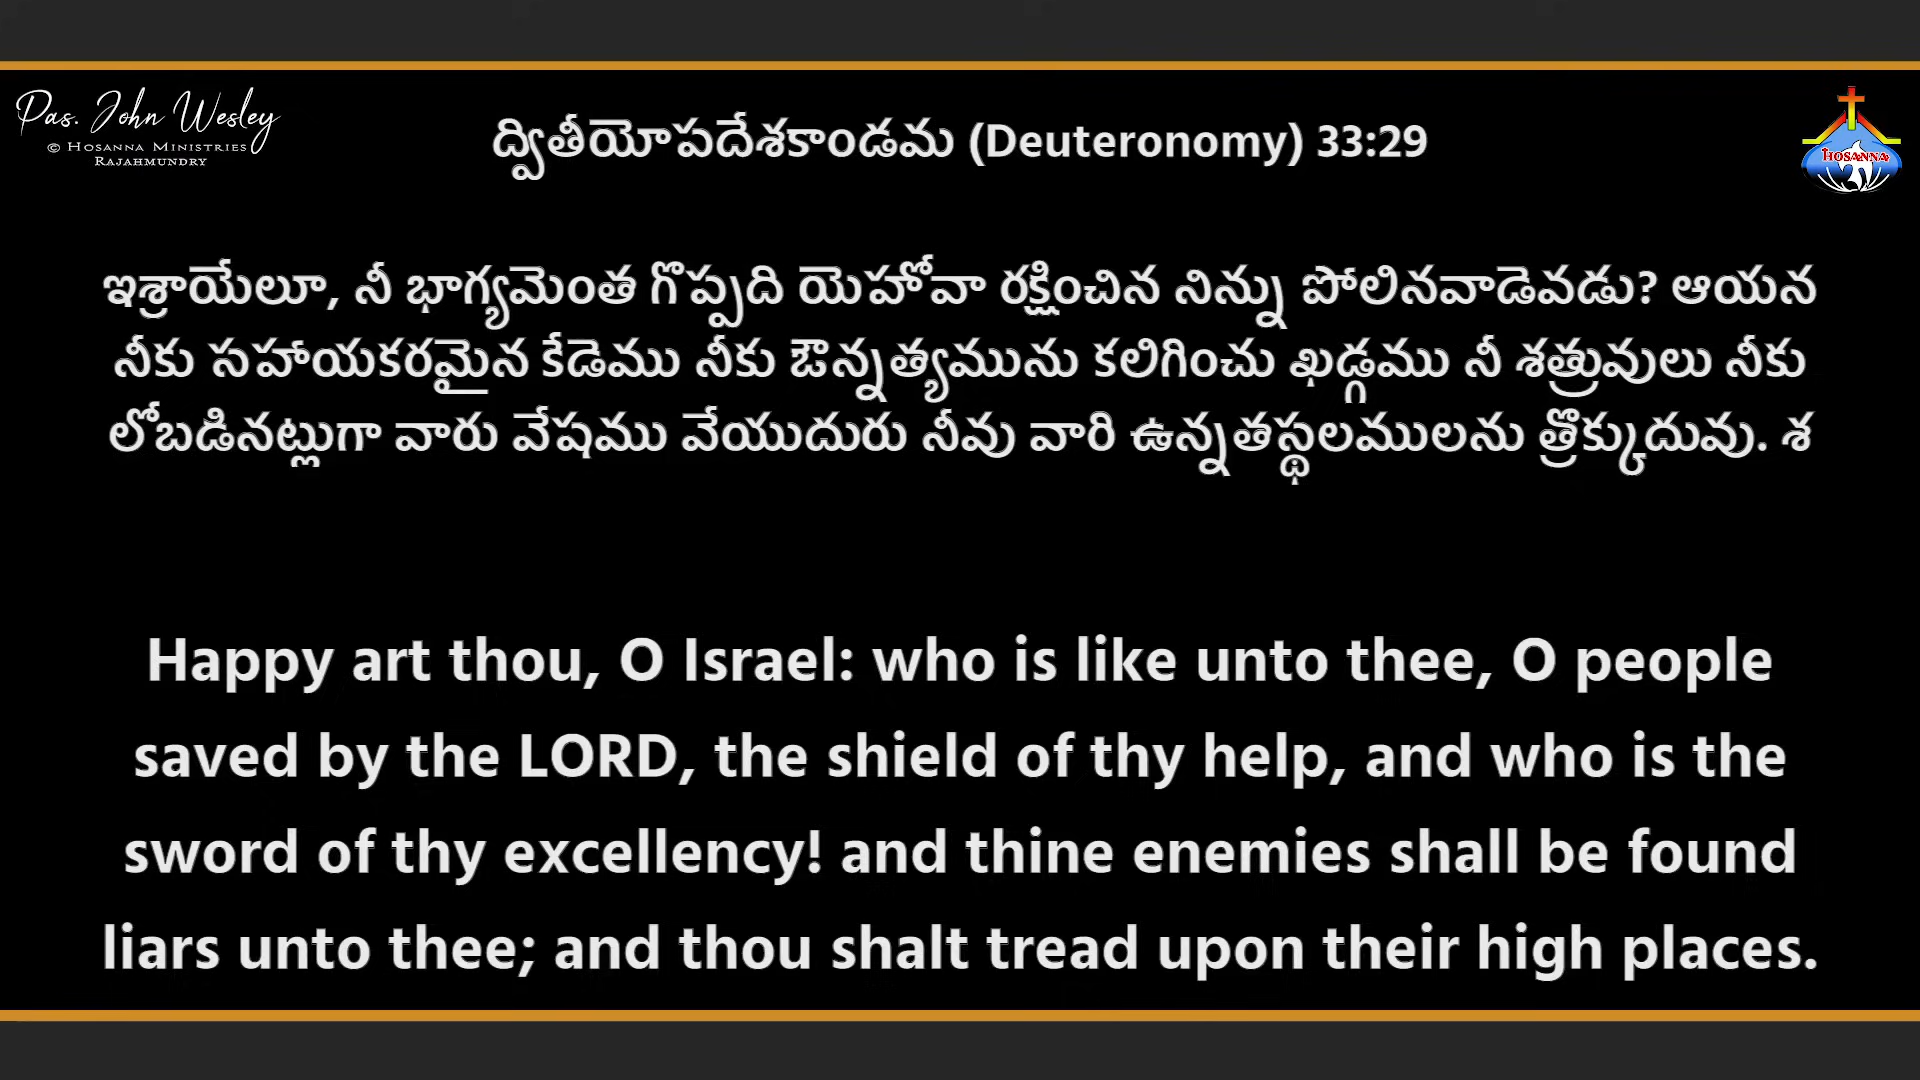 Pas. John Wesley
© HOSANNA MINISTRIES
RAJAHMUNDRY
ద్వితీయోపదేశకాండమ (Deuteronomy) 33:29
HOSANNA
ఇశ్రాయేలూ, నీ భాగ్యమెంత గొప్పది యెహోవా రక్షించిన నిన్ను పోలినవాడెవడు? ఆయన
నీకు సహాయకరమైన కేడెము నీకు ఔన్నత్యమును కలిగించు ఖడ్గము నీ శత్రువులు నీకు
లోబడినట్లుగా వారు వేషము వేయుదురు నీవు వారి ఉన్నతస్థలములను త్రొక్కుదువు. శ
Happy art thou, O Israel: who is like unto thee, O people
saved by the LORD, the shield of thy help, and who is the
sword of thy excellency! and thine enemies shall be found
liars unto thee; and thou shalt tread upon their high places.